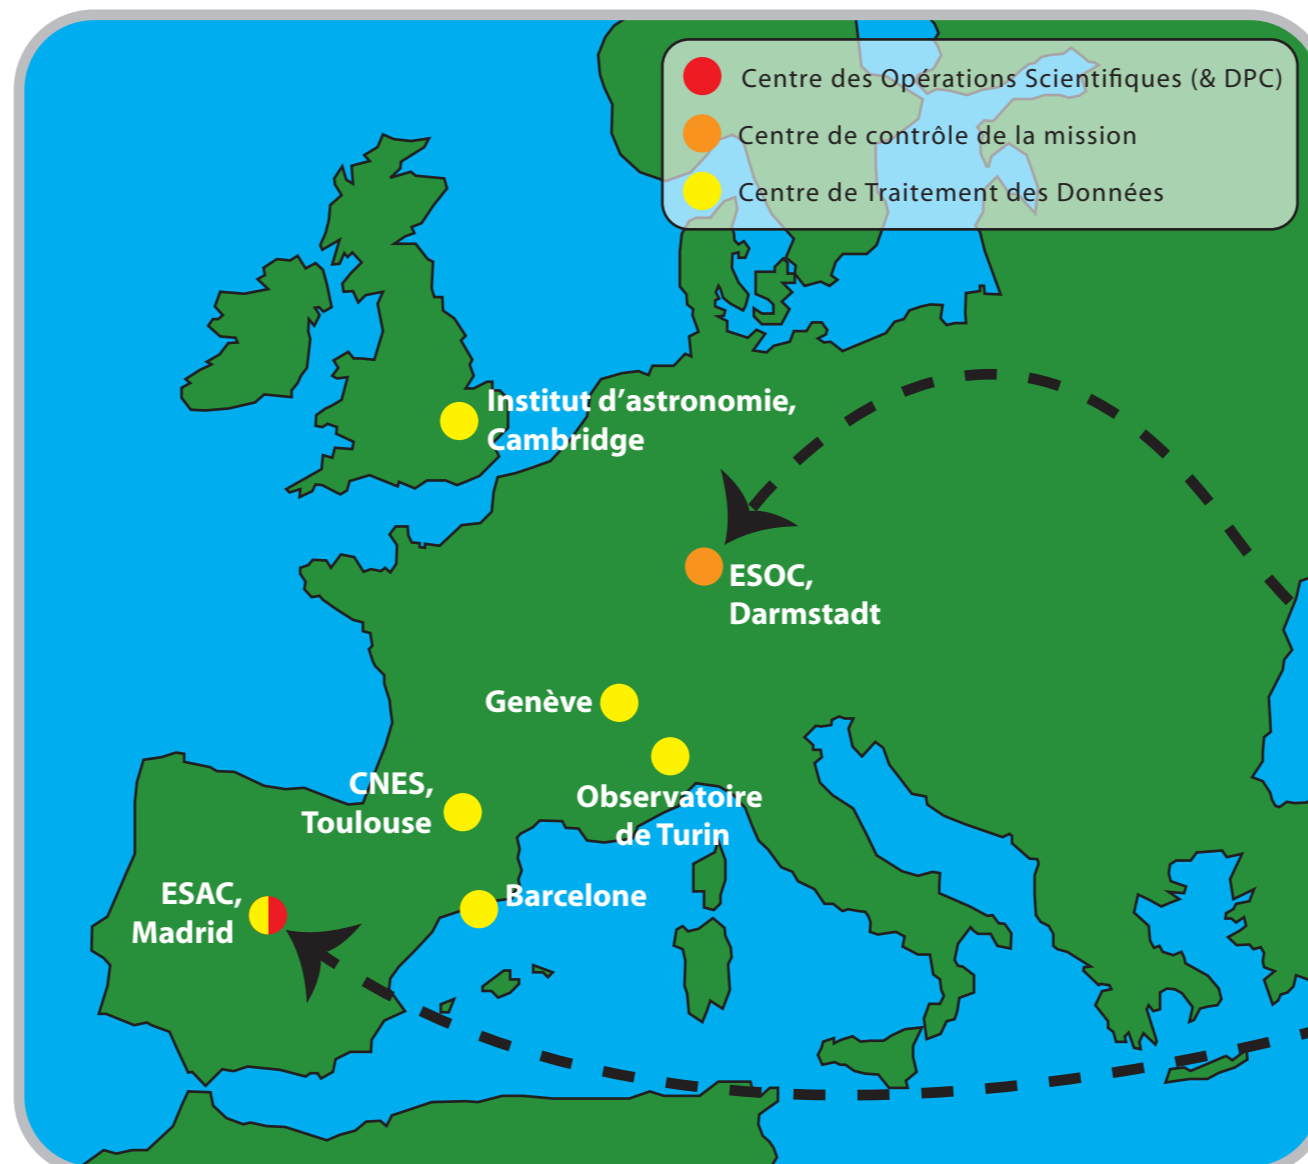 Centre des Opérations Scientifiques (& DPC)
Centre de contrôle de la mission
Centre de Traitement des Données
Institut d’astronomie,
Cambridge
ESOC,
Darmstadt
Genève
CNES,
Toulouse
Observatoire
de Turin
ESAC,
Madrid
Barcelone